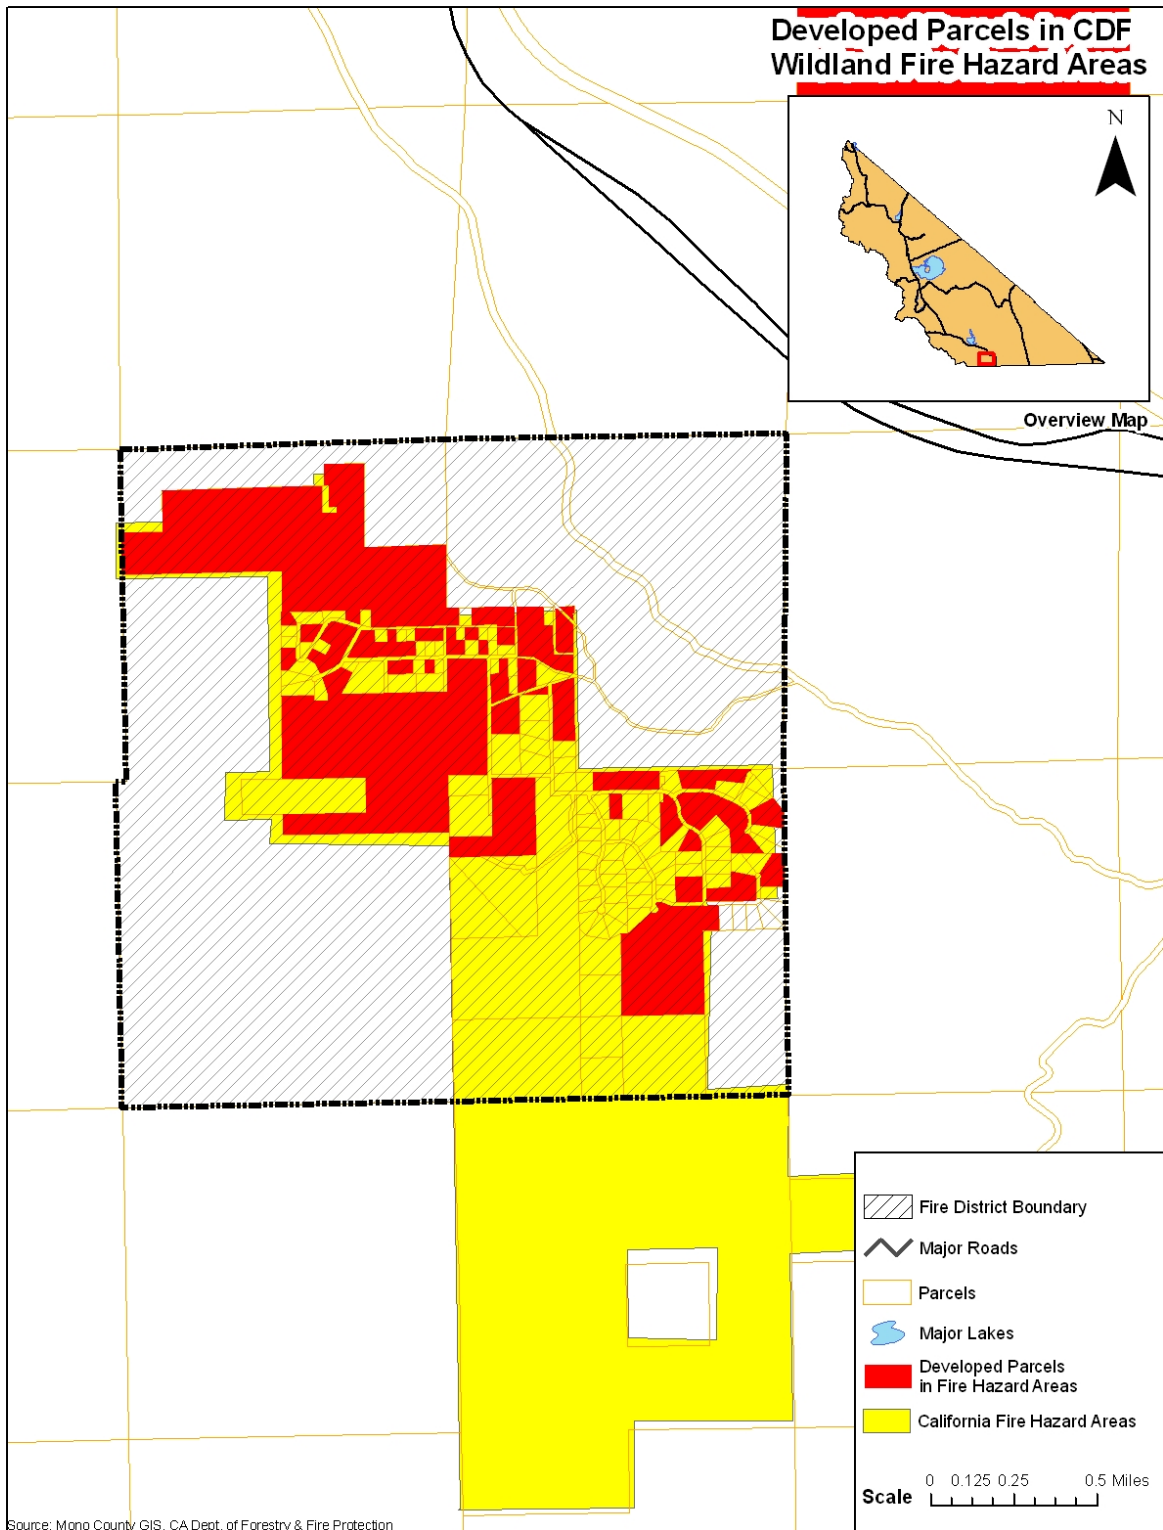 Developed Parcels in CDF
Wildland Fire Hazard Areas
N
Overview Map
Fire District Boundary
Major Roads
Parcels
Major Lakes
Developed Parcels
in Fire Hazard Areas
California Fire Hazard Areas
Scale
0 0.125 0.25 0.5 Miles
Source: Mono County GIS, CA Dept. of Forestry & Fire Protection